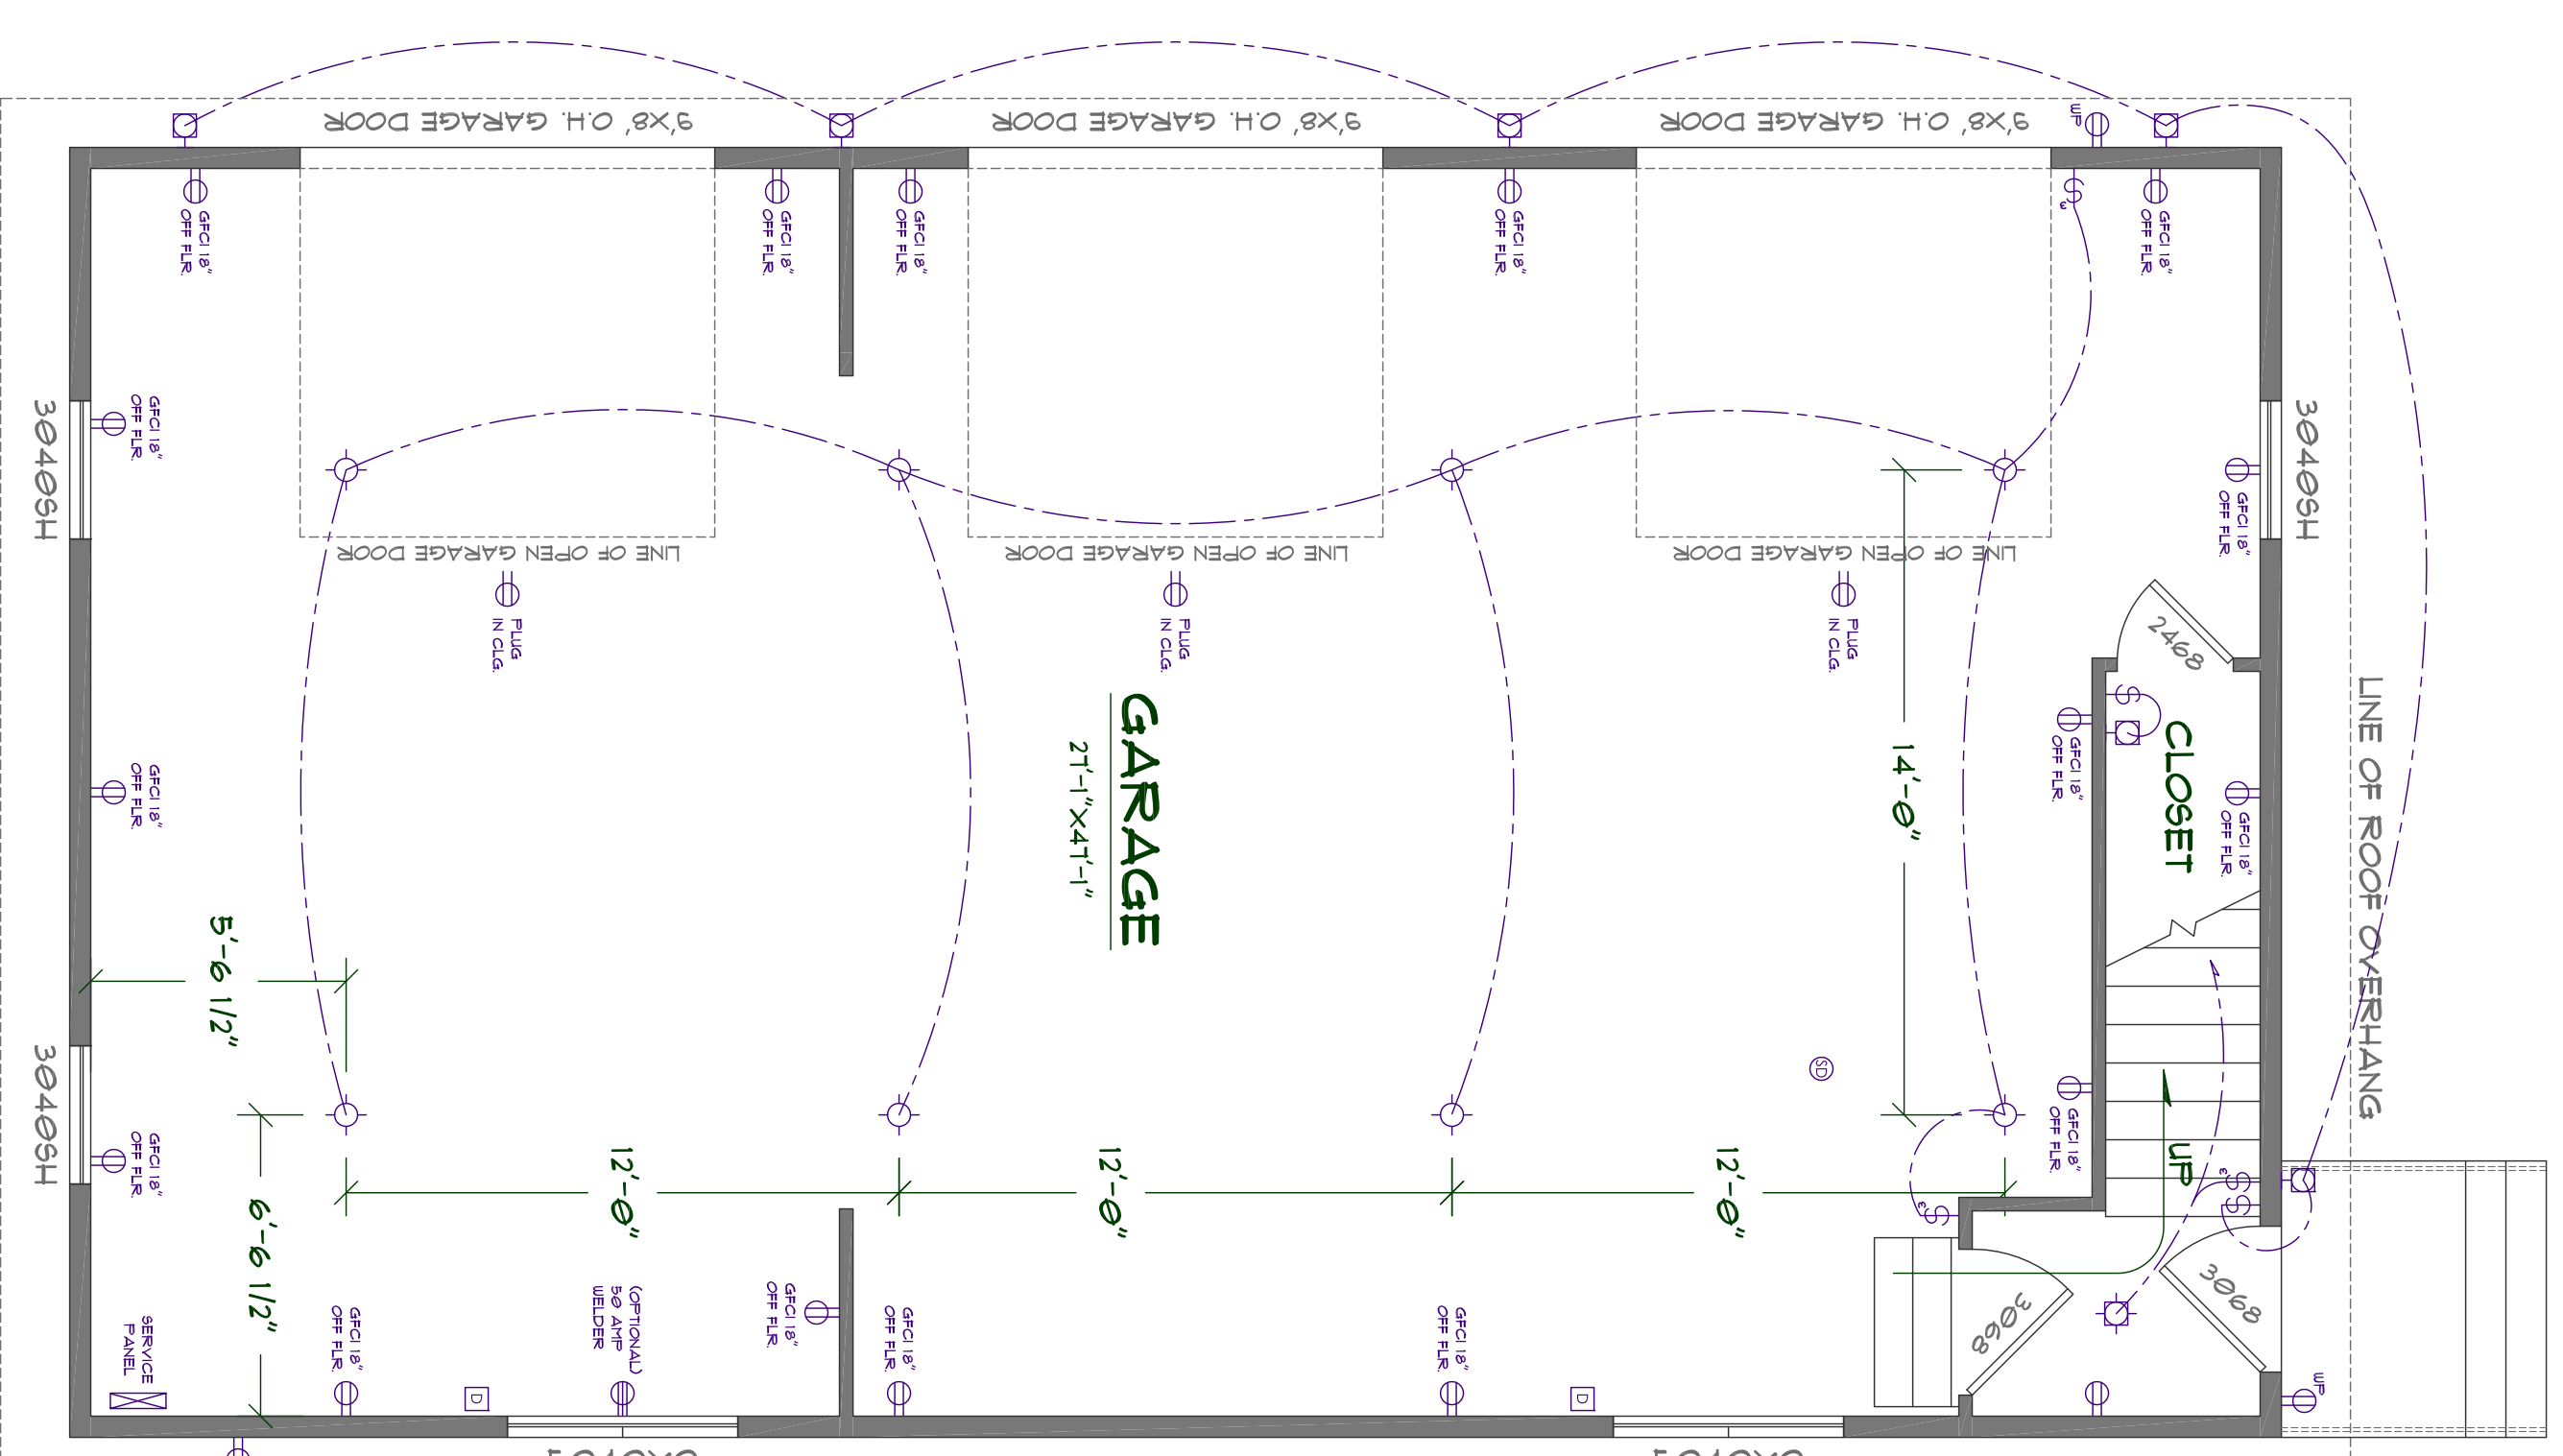 9'X8' O.H. GARAGE DOOR
9'X8' O.H. GARAGE DOOR
9'X8' O.H. GARAGE DOOR
WP
GFCI 18"
OFF FLR.
GFCI 18"
OFF FLR.
GFCI 18"
OFF FLR.
GFCI 18"
OFF FLR.
S3
GFCI 18"
OFF FLR.
3040SH
GFCI 18"
OFF FLR.
GFCI 18"
OFF FLR.
3040SH
LINE OF OPEN GARAGE DOOR
LINE OF OPEN GARAGE DOOR
LINE OF OPEN GARAGE DOOR
PLUG
IN CLG.
PLUG
IN CLG.
PLUG
IN CLG.
2468
S
CLOSET
GFCI 18"
OFF FLR.
GFCI 18"
OFF FLR.
GFCI 18"
OFF FLR.
GARAGE
27'-1"X47'-1"
14'-0"
LINE OF ROOF OVERHANG
5'-6 1/2"
SD
3040SH
GFCI 18"
OFF FLR.
GFCI 18"
OFF FLR.
UP
S3
S
S3
12'-0"
12'-0"
12'-0"
6'-6 1/2"
3068
3068
SERVICE
PANEL
GFCI 18"
OFF FLR.
(OPTIONAL)
50 AMP
WELDER
GFCI 18"
OFF FLR.
GFCI 18"
OFF FLR.
GFCI 18"
OFF FLR.
D
D
WP